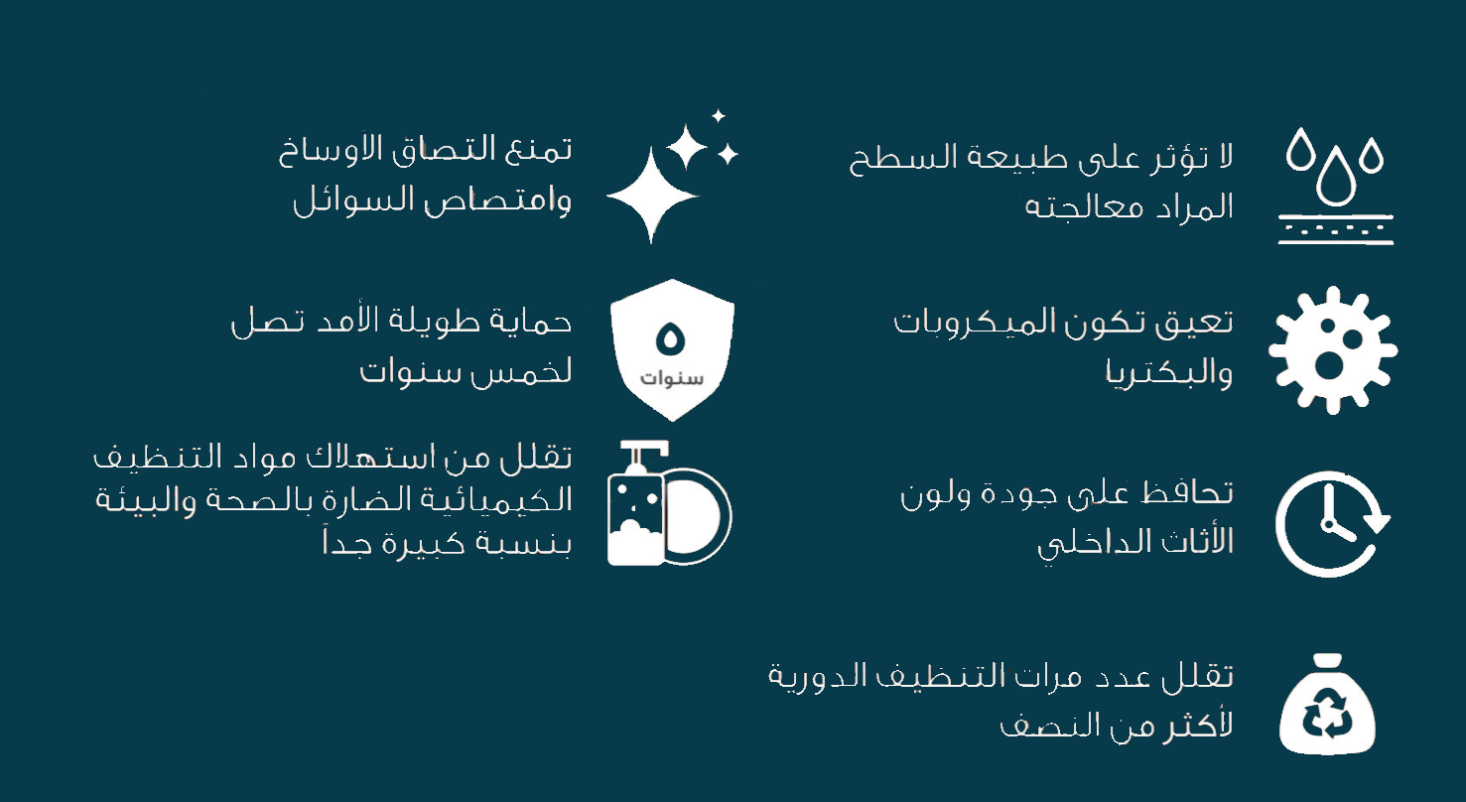 لا تؤثر على طبيعة السطح
المراد معالجته
تمنع التصاق الأوساخ
وامتصاص السوائل
تعيق تكون الميكروبات
والبكتريا
حماية طويلة الأمد تصل
لخمس سنوات
٥
سنوات
تحافظ على جودة ولون
الأثاث الداخلي
تقلل من استهلاك مواد التنظيف
الكيميائية الضارة بالصحة والبيئة
بنسبة كبيرة جداً
تقلل عدد مرات التنظيف الدورية
لأكثر من النصف